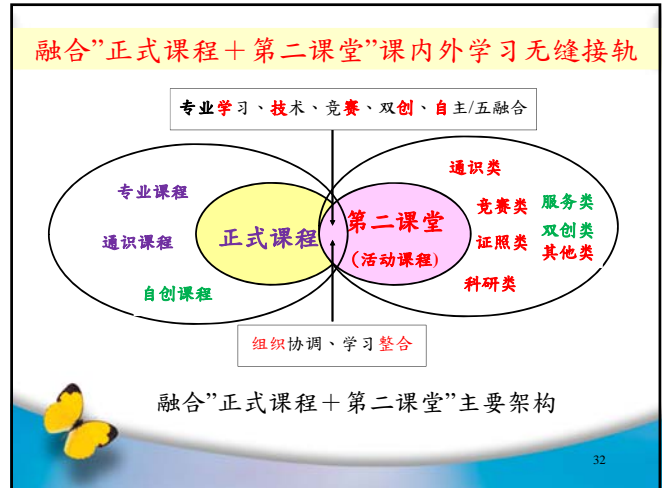 融合”正式课程＋第二课堂”课内外学习无缝接轨
专业学习、技术、竞赛、双创、自主/五融合
专业课程
通识课程
自创课程
正式课程
第二课堂
（活动课程）
通识类
竞赛类
证照类
科研类
服务类
双创类
其他类
组织协调、学习整合
融合”正式课程＋第二课堂”主要架构
32